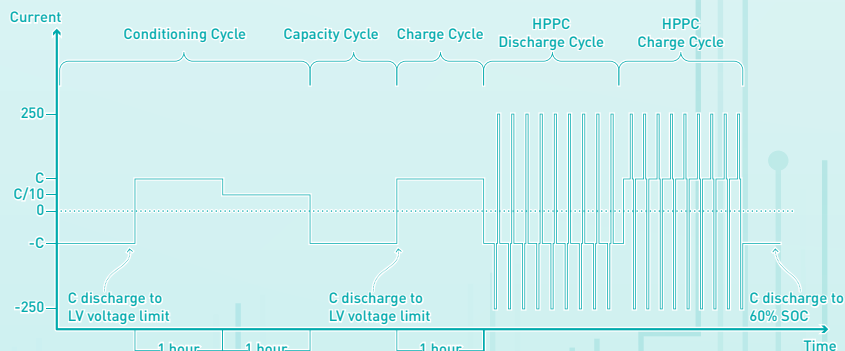 Current
Conditioning Cycle
Capacity Cycle
Charge Cycle
HPPC
Discharge Cycle
HPPC
Charge Cycle
250
C
C/10
0
-C
-250
C discharge to
LV voltage limit
C discharge to
LV voltage limit
C discharge to
60% SOC
1 hour
1 hour
1 hour
Time